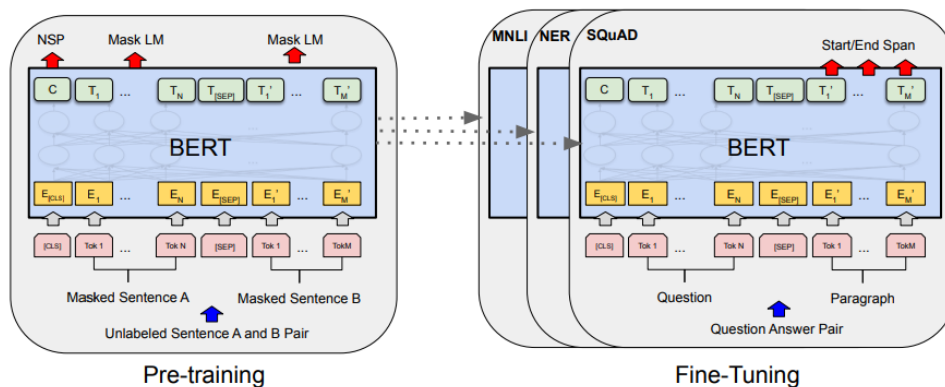 NSP Mask LM Mask LM
C T1 ... TN T[SEP] T1' ... TM'
BERT
E[CLS] E1 ... EN E[SEP] E1' ... EM'
[CLS] Tok 1 ... Tok N [SEP] Tok 1 ... TokM
Masked Sentence A Masked Sentence B
Unlabeled Sentence A and B Pair
Pre-training
MNLI NER SQuAD
Start/End Span
C T1 ... TN T[SEP] T1' ... TM'
BERT
E[CLS] E1 ... EN E[SEP] E1' ... EM'
[CLS] Tok 1 ... Tok N [SEP] Tok 1 ... TokM
Question Paragraph
Question Answer Pair
Fine-Tuning